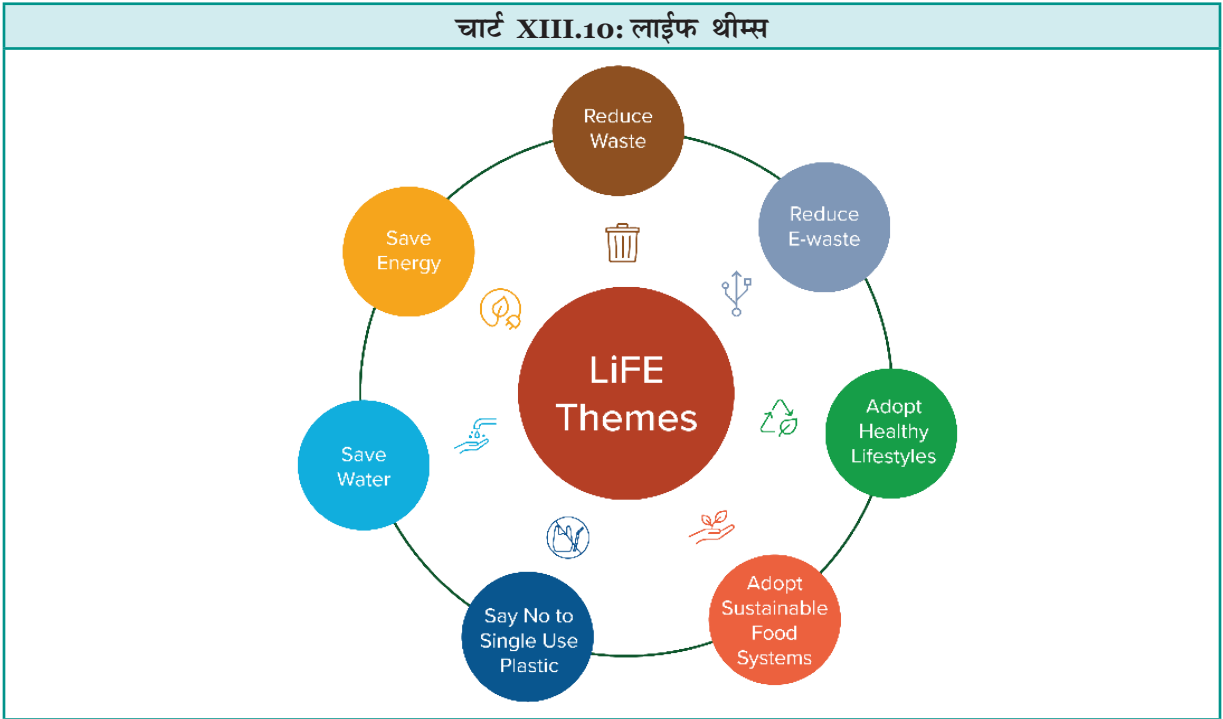 चार्ट XIII.10: लाईफ थीम्स
Reduce
Waste
Reduce
E-waste
Adopt
Healthy
Lifestyles
Adopt
Sustainable
Food
Systems
Say No to
Single Use
Plastic
Save
Water
Save
Energy
LiFE
Themes